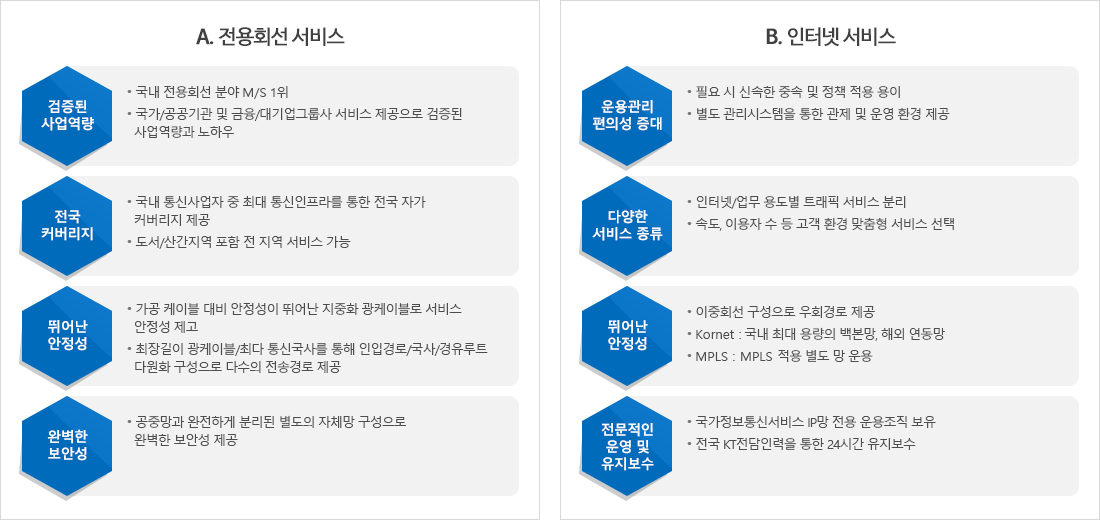 A. 전용회선 서비스
검증된
사업역량
• 국내 전용회선 분야 M/S 1위
• 국가/공공기관 및 금융/대기업그룹사 서비스 제공으로 검증된
사업역량과 노하우
전국
커버리지
• 국내 통신사업자 중 최대 통신인프라를 통한 전국 자가
커버리지 제공
• 도서/산간지역 포함 전 지역 서비스 가능
뛰어난
안정성
• 가공 케이블 대비 안정성이 뛰어난 지중화 광케이블로 서비스
안정성 제고
• 최장길이 광케이블/최다 통신국사를 통해 인입경로/국사/경유루트
다원화 구성으로 다수의 전송경로 제공
완벽한
보안성
• 공중망과 완전하게 분리된 별도의 자체망 구성으로
완벽한 보안성 제공
B. 인터넷 서비스
운용관리
편의성 증대
• 필요 시 신속한 중속 및 정책 적용 용이
• 별도 관리시스템을 통한 관제 및 운영 환경 제공
다양한
서비스 종류
• 인터넷/업무 용도별 트래픽 서비스 분리
• 속도, 이용자 수 등 고객 환경 맞춤형 서비스 선택
뛰어난
안정성
• 이중회선 구성으로 우회경로 제공
• Kornet : 국내 최대 용량의 백본망, 해외 연동망
• MPLS : MPLS 적용 별도 망 운용
전문적인
운영 및
유지보수
• 국가정보통신서비스 IP망 전용 운용조직 보유
• 전국 KT전담인력을 통한 24시간 유지보수